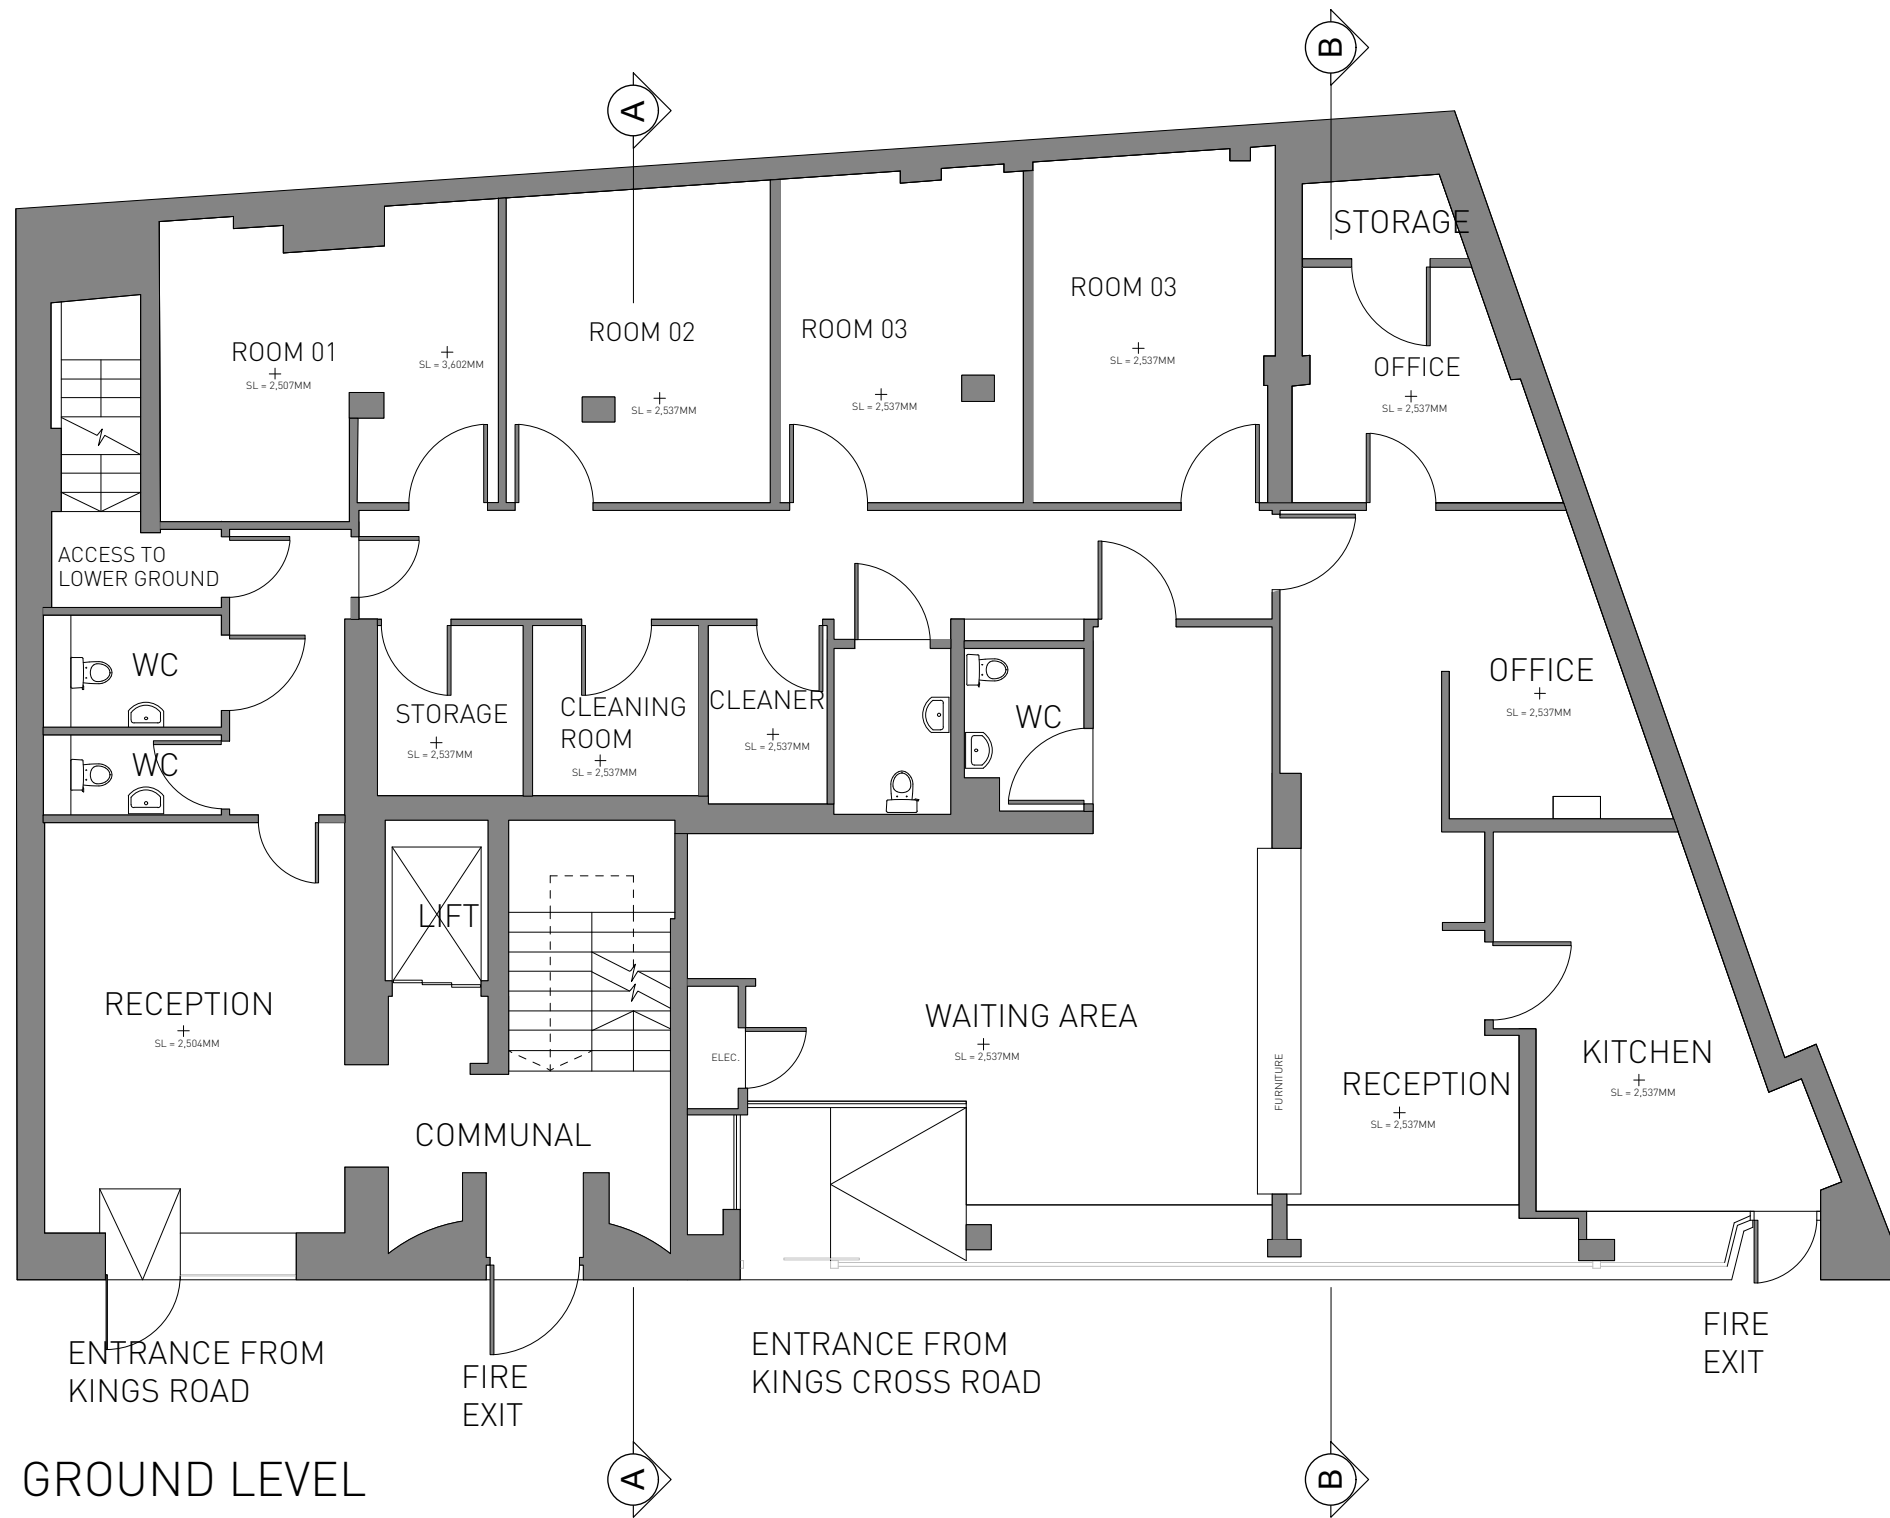 B
A
STORAGE
ROOM 03
ROOM 02
ROOM 03
ROOM 01
SL = 3,602MM
SL = 2,507MM
SL = 2,537MM
SL = 2,537MM
SL = 2,537MM
OFFICE
SL = 2,537MM
ACCESS TO
LOWER GROUND
WC
WC
STORAGE
SL = 2,537MM
CLEANING
ROOM
SL = 2,537MM
CLEANER
SL = 2,537MM
WC
OFFICE
SL = 2,537MM
LIFT
RECEPTION
SL = 2,504MM
ELEC.
WAITING AREA
SL = 2,537MM
FURNITURE
RECEPTION
SL = 2,537MM
KITCHEN
SL = 2,537MM
COMMUNAL
ENTRANCE FROM
KINGS ROAD
FIRE
EXIT
ENTRANCE FROM
KINGS CROSS ROAD
FIRE
EXIT
GROUND LEVEL
A
B